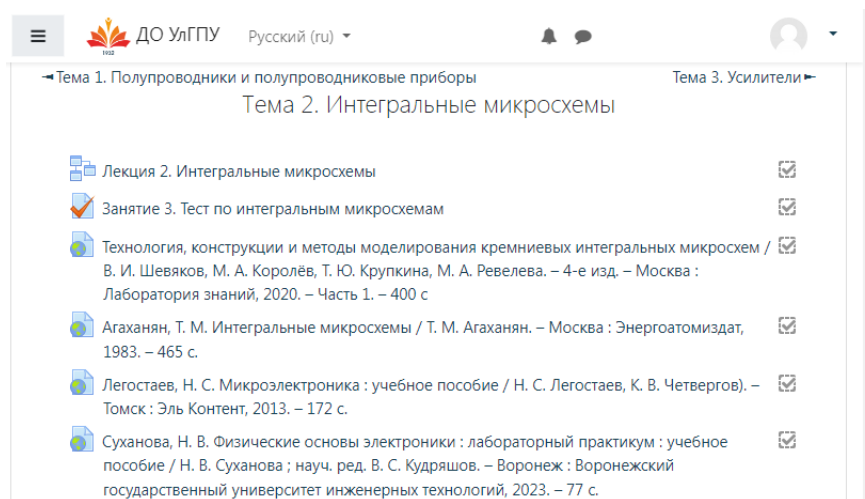 ДО УлГПУ Русский (ru)
1932
Тема 1. Полупроводники и полупроводниковые приборы
Тема 3. Усилители
Тема 2. Интегральные микросхемы
Лекция 2. Интегральные микросхемы
Занятие 3. Тест по интегральным микросхемам
Технология, конструкции и методы моделирования кремниевых интегральных микросхем /
В. И. Шевяков, М. А. Королёв, Т. Ю. Крупкина, М. А. Ревелева. – 4-е изд. – Москва :
Лаборатория знаний, 2020. – Часть 1. – 400 с
Агаханян, Т. М. Интегральные микросхемы / Т. М. Агаханян. – Москва : Энергоатомиздат,
1983. – 465 с.
Легостаев, Н. С. Микроэлектроника : учебное пособие / Н. С. Легостаев, К. В. Четвергов). –
Томск : Эль Контент, 2013. – 172 с.
Суханова, Н. В. Физические основы электроники : лабораторный практикум : учебное
пособие / Н. В. Суханова ; науч. ред. В. С. Кудряшов. – Воронеж : Воронежский
государственный университет инженерных технологий, 2023. – 77 с.